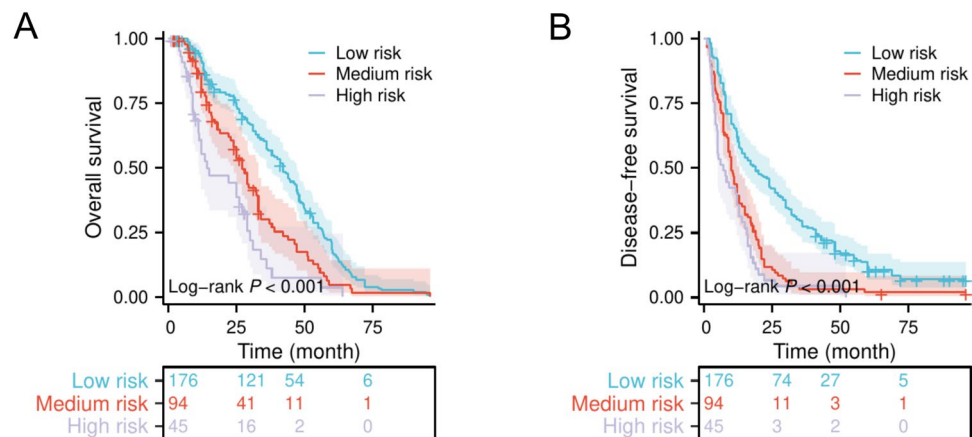 A
Overall survival
1.00
0.75
0.50
0.25
0.00
Low risk
Medium risk
High risk
Log-rank P < 0.001
0 25 50 75
Time (month)
Low risk 176 121 54 6
Medium risk 94 41 11 1
High risk 45 16 2 0
B
Disease-free survival
1.00
0.75
0.50
0.25
0.00
Low risk
Medium risk
High risk
Log-rank P < 0.001
0 25 50 75
Time (month)
Low risk 176 74 27 5
Medium risk 94 11 3 1
High risk 45 3 2 0